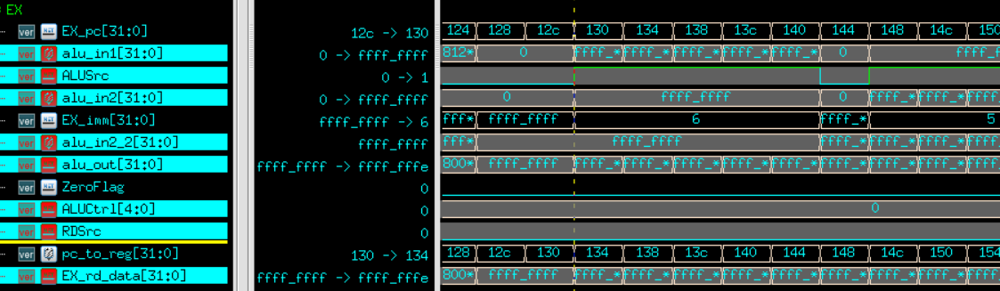 EX
ver EX_pc[31:0] 12c -> 130 124 128 12c 130 134 138 13c 140 144 148 14c 150
ver alu_in1[31:0] 0 -> ffff_ffff 812* 0 ffff_* ffff_* ffff_* ffff_* ffff_* 0 ffff_f
ver ALUSrc 0 -> 1
ver alu_in2[31:0] 0 -> ffff_ffff 0 ffff_ffff 0 ffff_* ffff_* ffff_
ver EX_imm[31:0] ffff_ffff -> 6 fff* ffff_ffff 6 ffff_* 5
ver alu_in2_2[31:0] ffff_ffff fff* ffff_ffff ffff_* ffff_* ffff_
ver alu_out[31:0] ffff_ffff -> ffff_fffe 800* ffff_ffff ffff_* ffff_* ffff_* ffff_* ffff_* ffff_* ffff_* ffff_* ffff_
ver ZeroFlag 0
ver ALUCtrl[4:0] 0 0
ver RDSrc 0
ver pc_to_reg[31:0] 130 -> 134 128 12c 130 134 138 13c 140 144 148 14c 150 154
ver EX_rd_data[31:0] ffff_ffff -> ffff_fffe 800* ffff_ffff ffff_* ffff_* ffff_* ffff_* ffff_* ffff_* ffff_* ffff_* ffff_